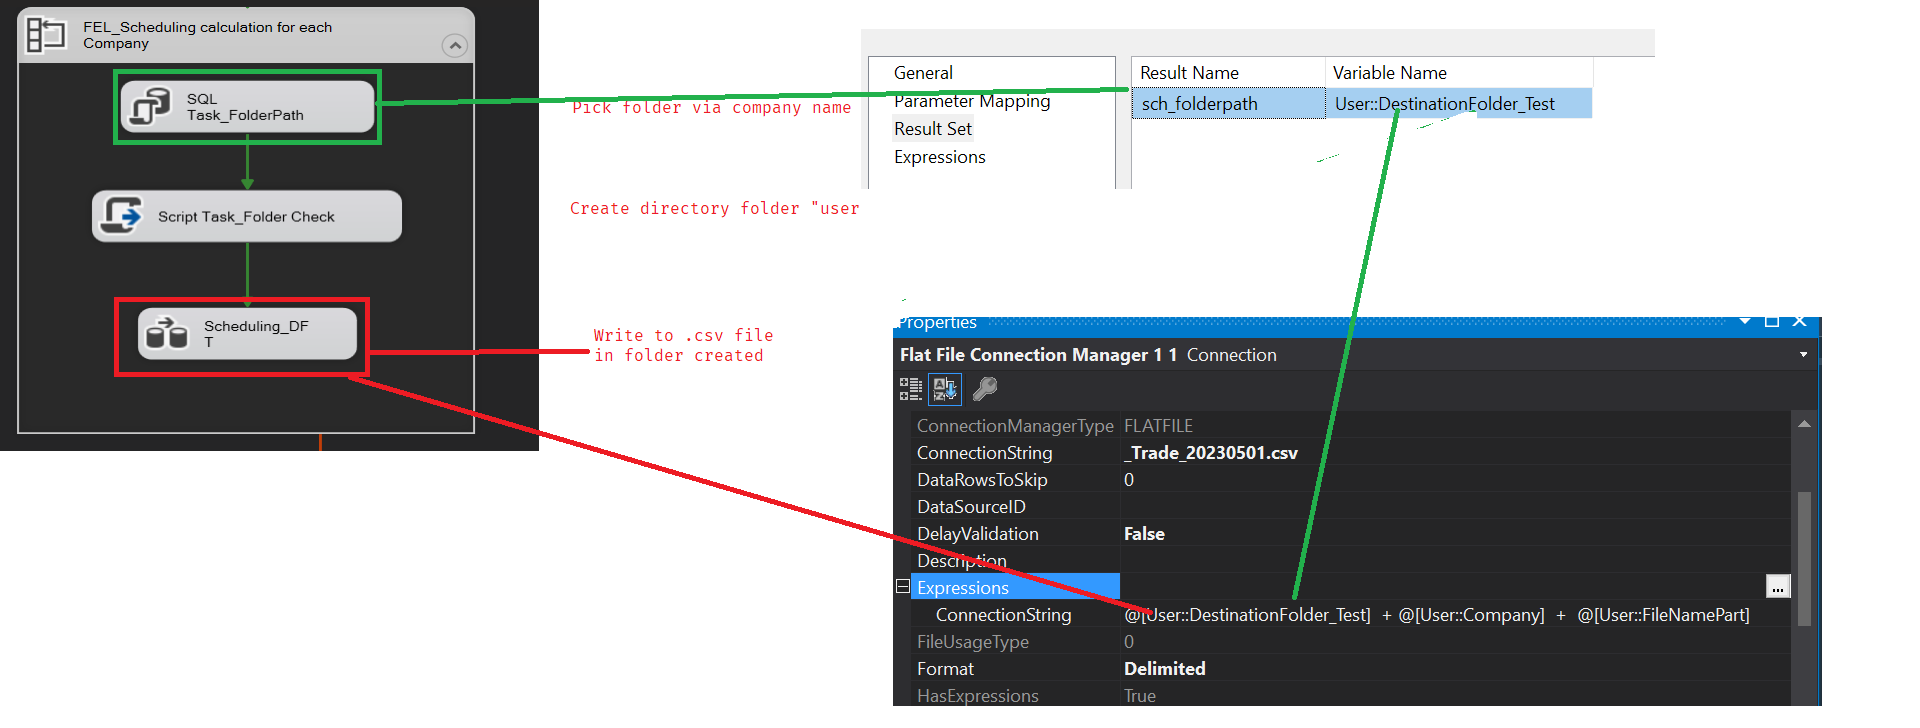 FEL_Scheduling calculation for each
Company
SQL
Task_FolderPath
Script Task_Folder Check
Scheduling_DF
T
Pick folder via company name
Create directory folder "user
Write to .csv file
in folder created
General
Parameter Mapping
Result Set
Expressions
Result Name Variable Name
sch_folderpath User::DestinationFolder_Test
Properties
Flat File Connection Manager 1 1 Connection
ConnectionManagerType FLATFILE
ConnectionString _Trade_20230501.csv
DataRowsToSkip 0
DataSourceID
DelayValidation False
Description
Expressions ...
ConnectionString @[User::DestinationFolder_Test] + @[User::Company] + @[User::FileNamePart]
FileUsageType 0
Format Delimited
HasExpressions True